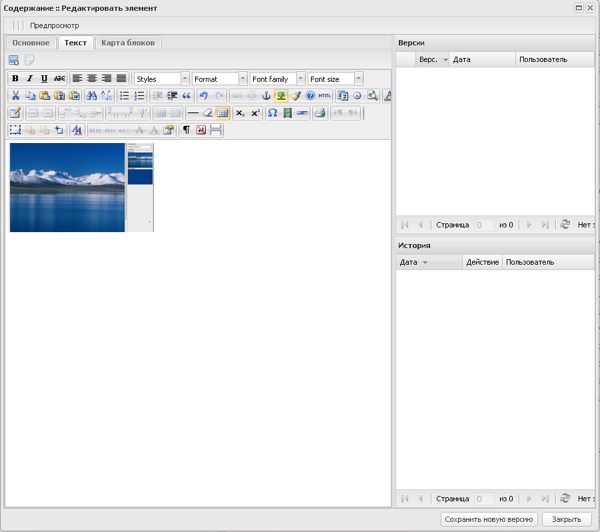 Содержание :: Редактировать элемент
Предпросмотр
Основное Текст Карта блоков
B I U ABC Styles Format Font family Font size
HTML
Версии
Верс. Дата Пользователь
Страница 0 из 0 Нет
История
Дата Действие Пользователь
Страница 0 из 0 Нет
Сохранить новую версию Закрыть